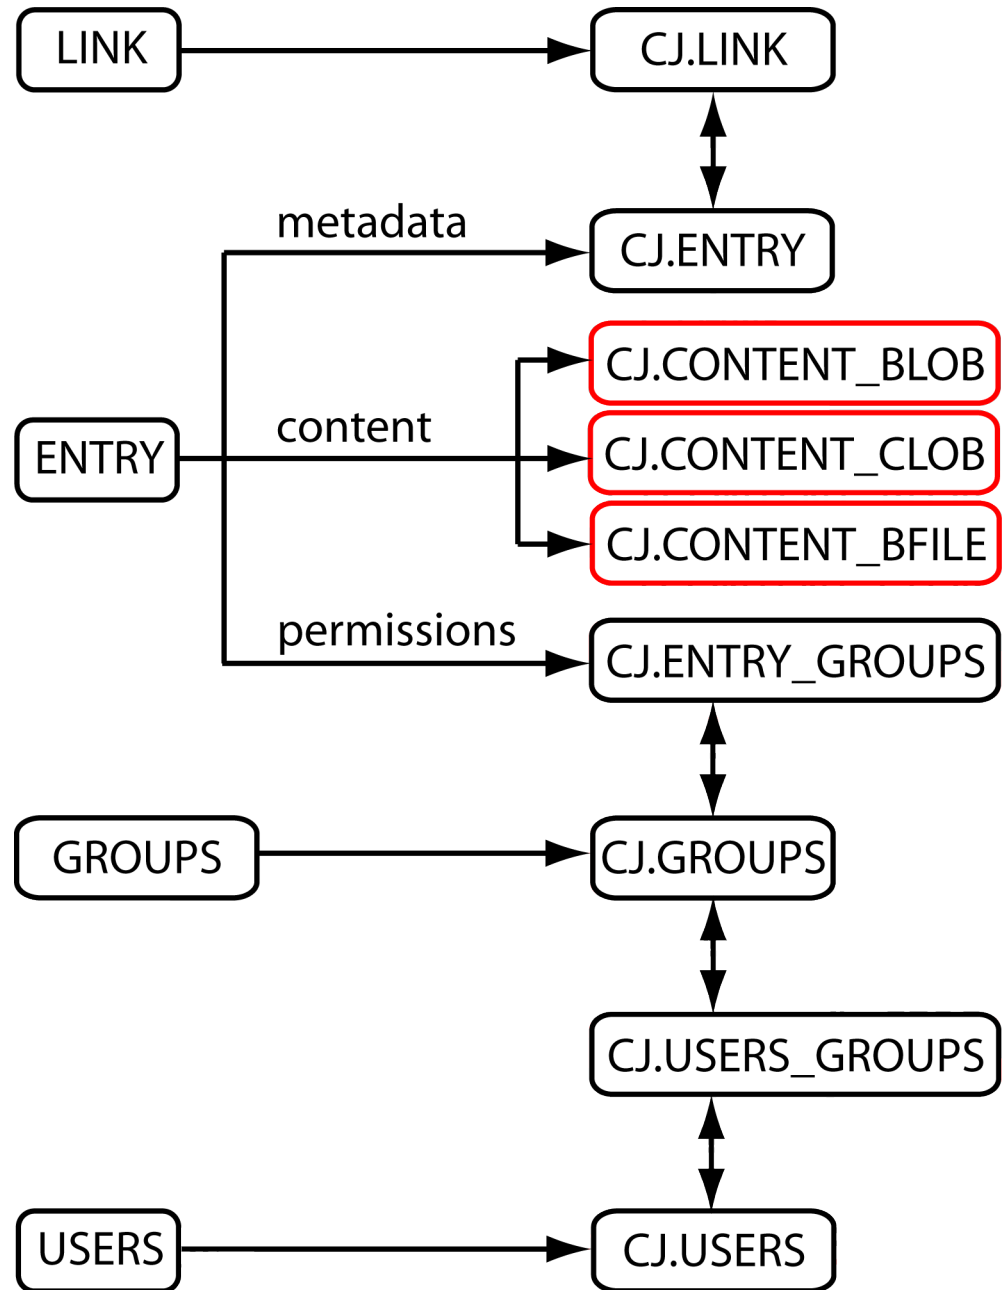 LINK
CJ.LINK
metadata
CJ.ENTRY
CJ.CONTENT_BLOB
content
ENTRY
CJ.CONTENT_CLOB
CJ.CONTENT_BFILE
permissions
CJ.ENTRY_GROUPS
GROUPS
CJ.GROUPS
CJ.USERS_GROUPS
USERS
CJ.USERS